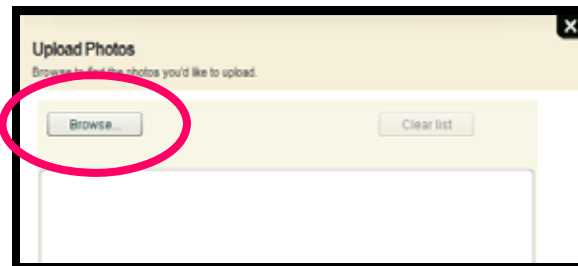 Upload Photos
Browse to find the photos you'd like to upload.
Browse... Clear list
X